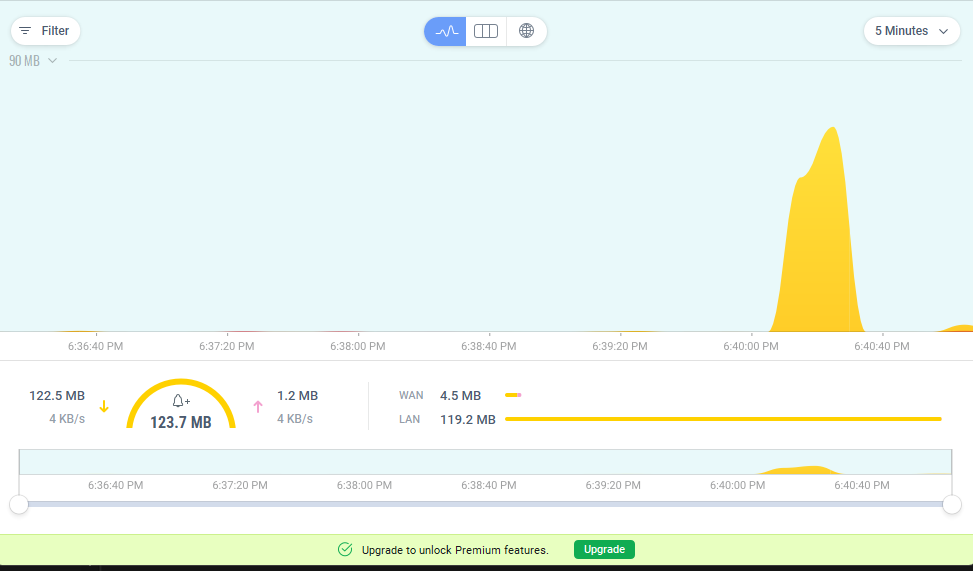 Filter
5 Minutes
90 MB
6:36:40 PM 6:37:20 PM 6:38:00 PM 6:38:40 PM 6:39:20 PM 6:40:00 PM 6:40:40 PM
122.5 MB 1.2 MB WAN 4.5 MB
4 KB/s 123.7 MB 4 KB/s LAN 119.2 MB
6:36:40 PM 6:37:20 PM 6:38:00 PM 6:38:40 PM 6:39:20 PM 6:40:00 PM 6:40:40 PM
Upgrade to unlock Premium features. Upgrade